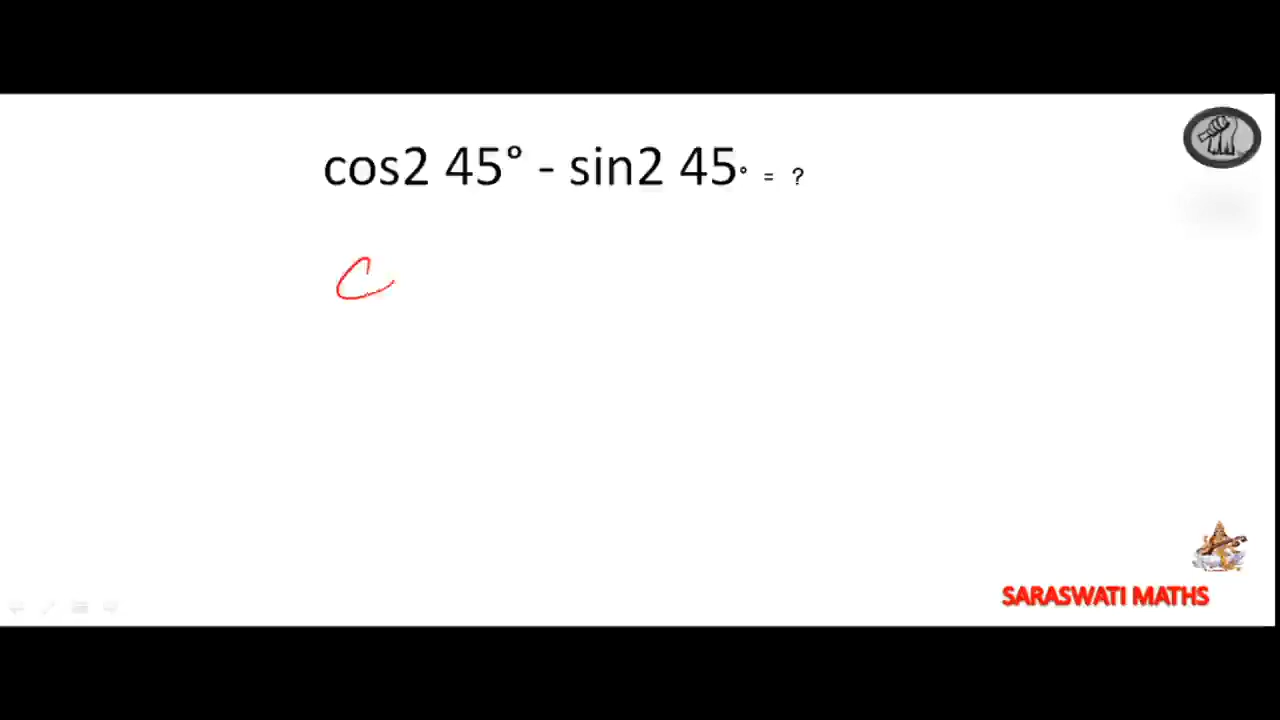 cos2 45° - sin2 45° = ?
C
SARASWATI MATHS